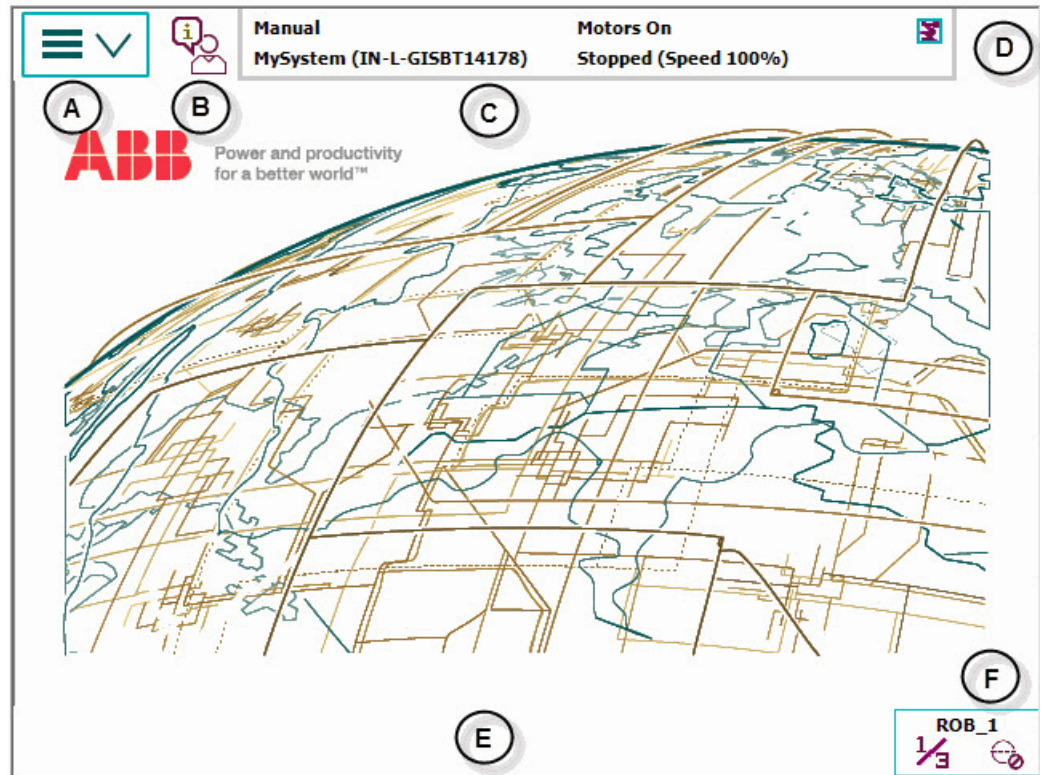 Manual
Motors On
MySystem (IN-L-GISBT14178)
Stopped (Speed 100%)
A
B
C
D
ABB
Power and productivity
for a better world™
F
E
ROB_1
1/3